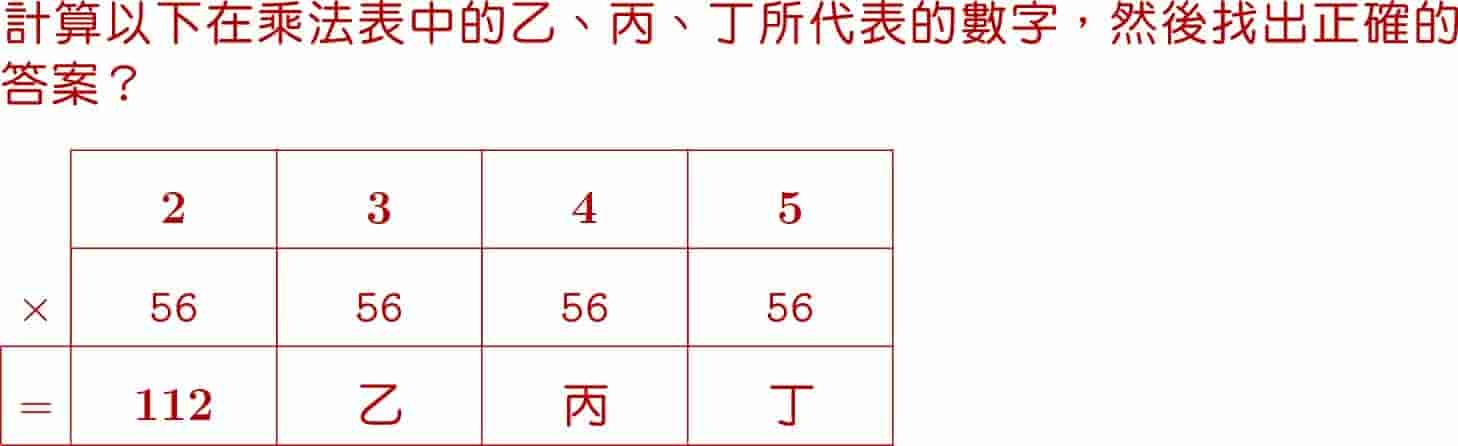 計算以下在乘法表中的乙、丙、丁所代表的數字，然後找出正確的
答案？
2 3 4 5
× 56 56 56 56
= 112 乙 丙 丁